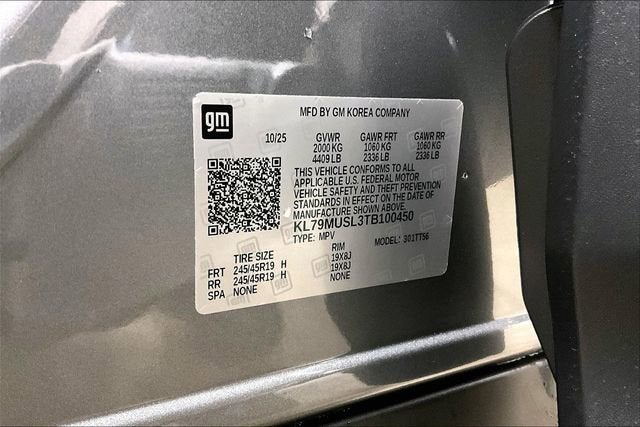 gm
MFD BY GM KOREA COMPANY
10/25 GVWR GAWR FRT GAWR RR
2000 KG 1060 KG 1060 KG
4409 LB 2336 LB 2336 LB
THIS VEHICLE CONFORMS TO ALL
APPLICABLE U.S. FEDERAL MOTOR
VEHICLE SAFETY AND THEFT PREVENTION
STANDARDS IN EFFECT ON THE DATE OF
MANUFACTURE SHOWN ABOVE.
KL79MUSL3TB100450
TYPE: MPV MODEL: 301TT56
TIRE SIZE RIM
FRT 245/45R19 H 19X8J
RR 245/45R19 H 19X8J
SPA NONE NONE